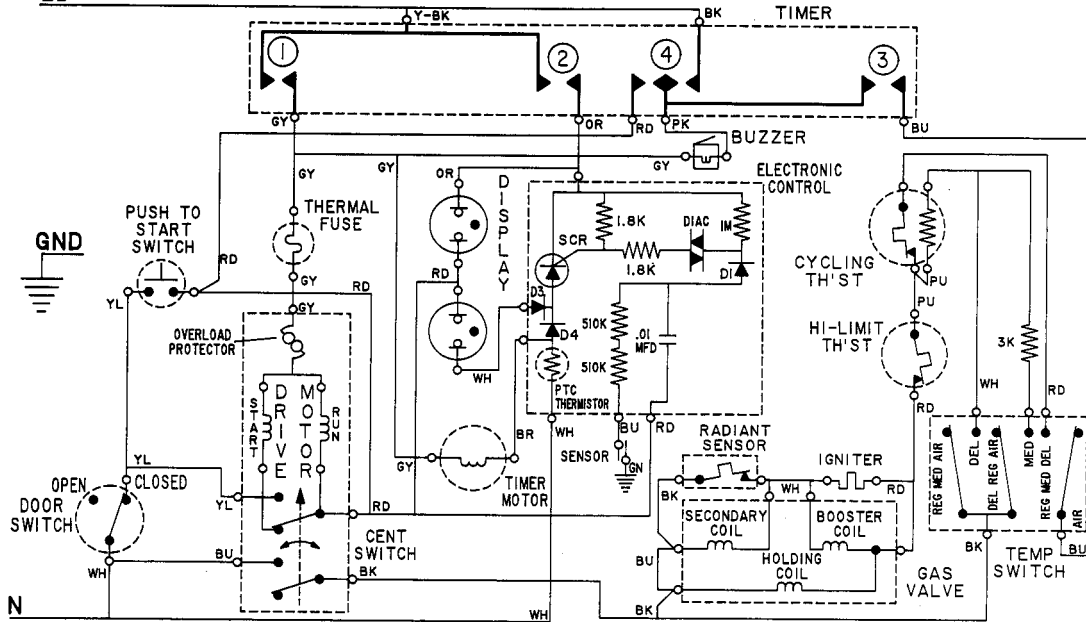 Y-BK
BK
TIMER
1
2
4
3
GY
OR
RD
PK
BU
BUZZER
GY
GY
GY
OR
ELECTRONIC
CONTROL
PUSH TO
START
SWITCH
THERMAL
FUSE
DISPLAY
SCR
1.8K
DIAC
1M
1.8K
D1
GND
RD
RD
GY
RD
CYCLING
TH'ST
PU
PU
YL
GY
OVERLOAD
PROTECTOR
D3
D4
510K
510K
.01
MFD
HI-LIMIT
TH'ST
3K
WH
PTC
THERMISTOR
WH
RD
RD
DRIVE
MOTOR
START
RUN
BR
WH
BU
RD
SENSOR
GN
RADIANT
SENSOR
IGNITER
REG MED AIR
DEL
DEL REG AIR
MED
REG MED DEL
AIR
YL
GY
TIMER
MOTOR
BK
WH
RD
OPEN
CLOSED
DOOR
SWITCH
YL
RD
SECONDARY
COIL
BOOSTER
COIL
CENT
SWITCH
BU
BU
HOLDING
COIL
BU
BK
TEMP
SWITCH
BU
WH
BK
GAS
VALVE
N
WH
BK